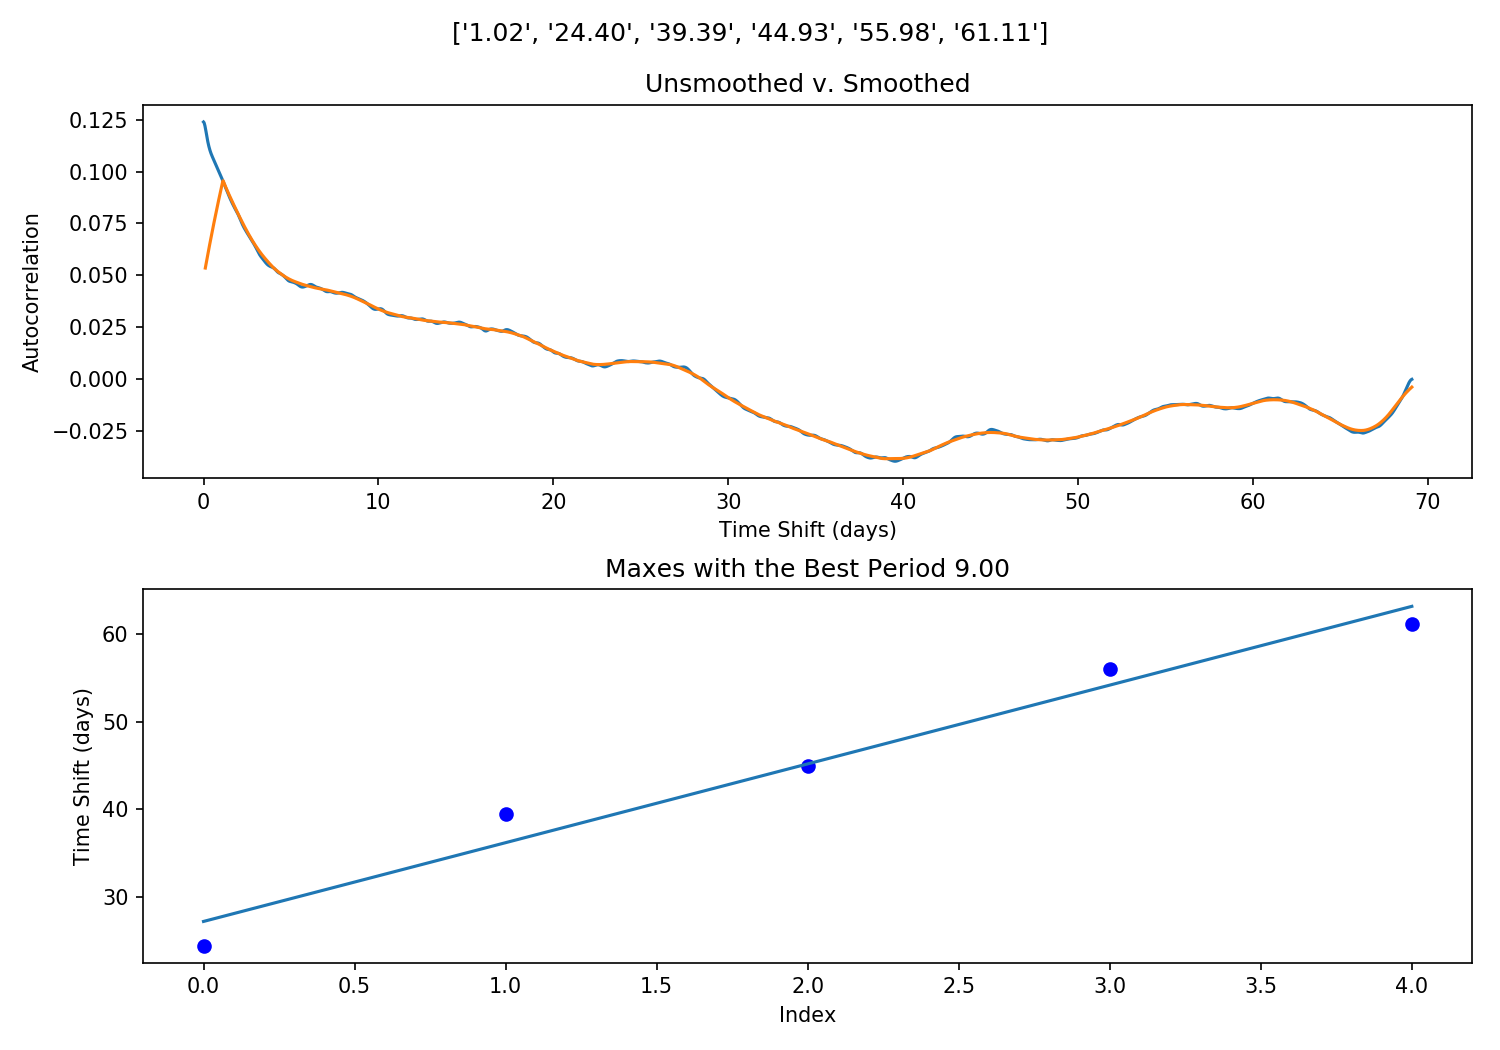 ['1.02', '24.40', '39.39', '44.93', '55.98', '61.11']
Unsmoothed v. Smoothed
0.125
0.100
0.075
0.050
0.025
0.000
−0.025
Autocorrelation
0 10 20 30 40 50 60 70
Time Shift (days)
Maxes with the Best Period 9.00
60
50
40
30
Time Shift (days)
0.0 0.5 1.0 1.5 2.0 2.5 3.0 3.5 4.0
Index